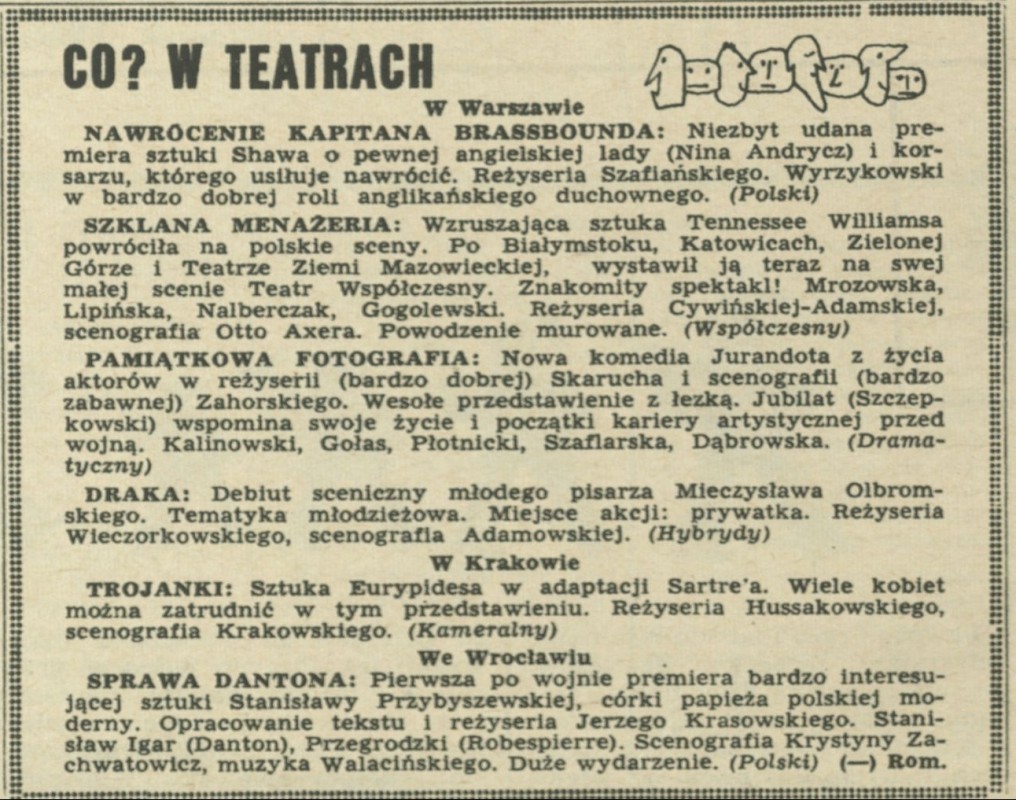 CO? W TEATRACH
W Warszawie
NAWRÓCENIE KAPITANA BRASSBOUNDA: Niezbyt udana pre-
miera sztuki Shawa o pewnej angielskiej lady (Nina Andrycz) i kor-
sarzu, którego usiłuje nawrócić. Reżyseria Szafiańskiego. Wyrzykowski
w bardzo dobrej roli anglikańskiego duchownego. (Polski)
SZKLANA MENAŻERIA: Wzruszająca sztuka Tennessee Williamsa
powróciła na polskie sceny. Po Białymstoku, Katowicach, Zielonej
Górze i Teatrze Ziemi Mazowieckiej, wystawił ją teraz na swej
małej scenie Teatr Współczesny. Znakomity spektakl! Mrozowska,
Lipińska, Nalberczak, Gogolewski. Reżyseria Cywińskiej-Adamskiej,
scenografia Otto Axera. Powodzenie murowane. (Współczesny)
PAMIĄTKOWA FOTOGRAFIA: Nowa komedia Jurandota z życia
aktorów w reżyserii (bardzo dobrej) Skarucha i scenografii (bardzo
zabawnej) Zahorskiego. Wesołe przedstawienie z łezką. Jubilat (Szczep-
kowski) wspomina swoje życie i początki kariery artystycznej przed
wojną. Kalinowski, Gołas, Płotnicki, Szaflarska, Dąbrowska. (Drama-
tyczny)
DRAKA: Debiut sceniczny młodego pisarza Mieczysława Olbrom-
skiego. Tematyka młodzieżowa. Miejsce akcji: prywatka. Reżyseria
Wieczorkowskiego, scenografia Adamowskiej. (Hybrydy)
W Krakowie
TROJANKI: Sztuka Eurypidesa w adaptacji Sartre'a. Wiele kobiet
można zatrudnić w tym przedstawieniu. Reżyseria Hussakowskiego,
scenografia Krakowskiego. (Kameralny)
We Wrocławiu
SPRAWA DANTONA: Pierwsza po wojnie premiera bardzo interesu-
jącej sztuki Stanisławy Przybyszewskiej, córki papieża polskiej mo-
derny. Opracowanie tekstu i reżyseria Jerzego Krasowskiego. Stani-
sław Igar (Danton), Przegrodzki (Robespierre). Scenografia Krystyny Za-
chwatowicz, muzyka Walacińskiego. Duże wydarzenie. (Polski) (—) Rom.